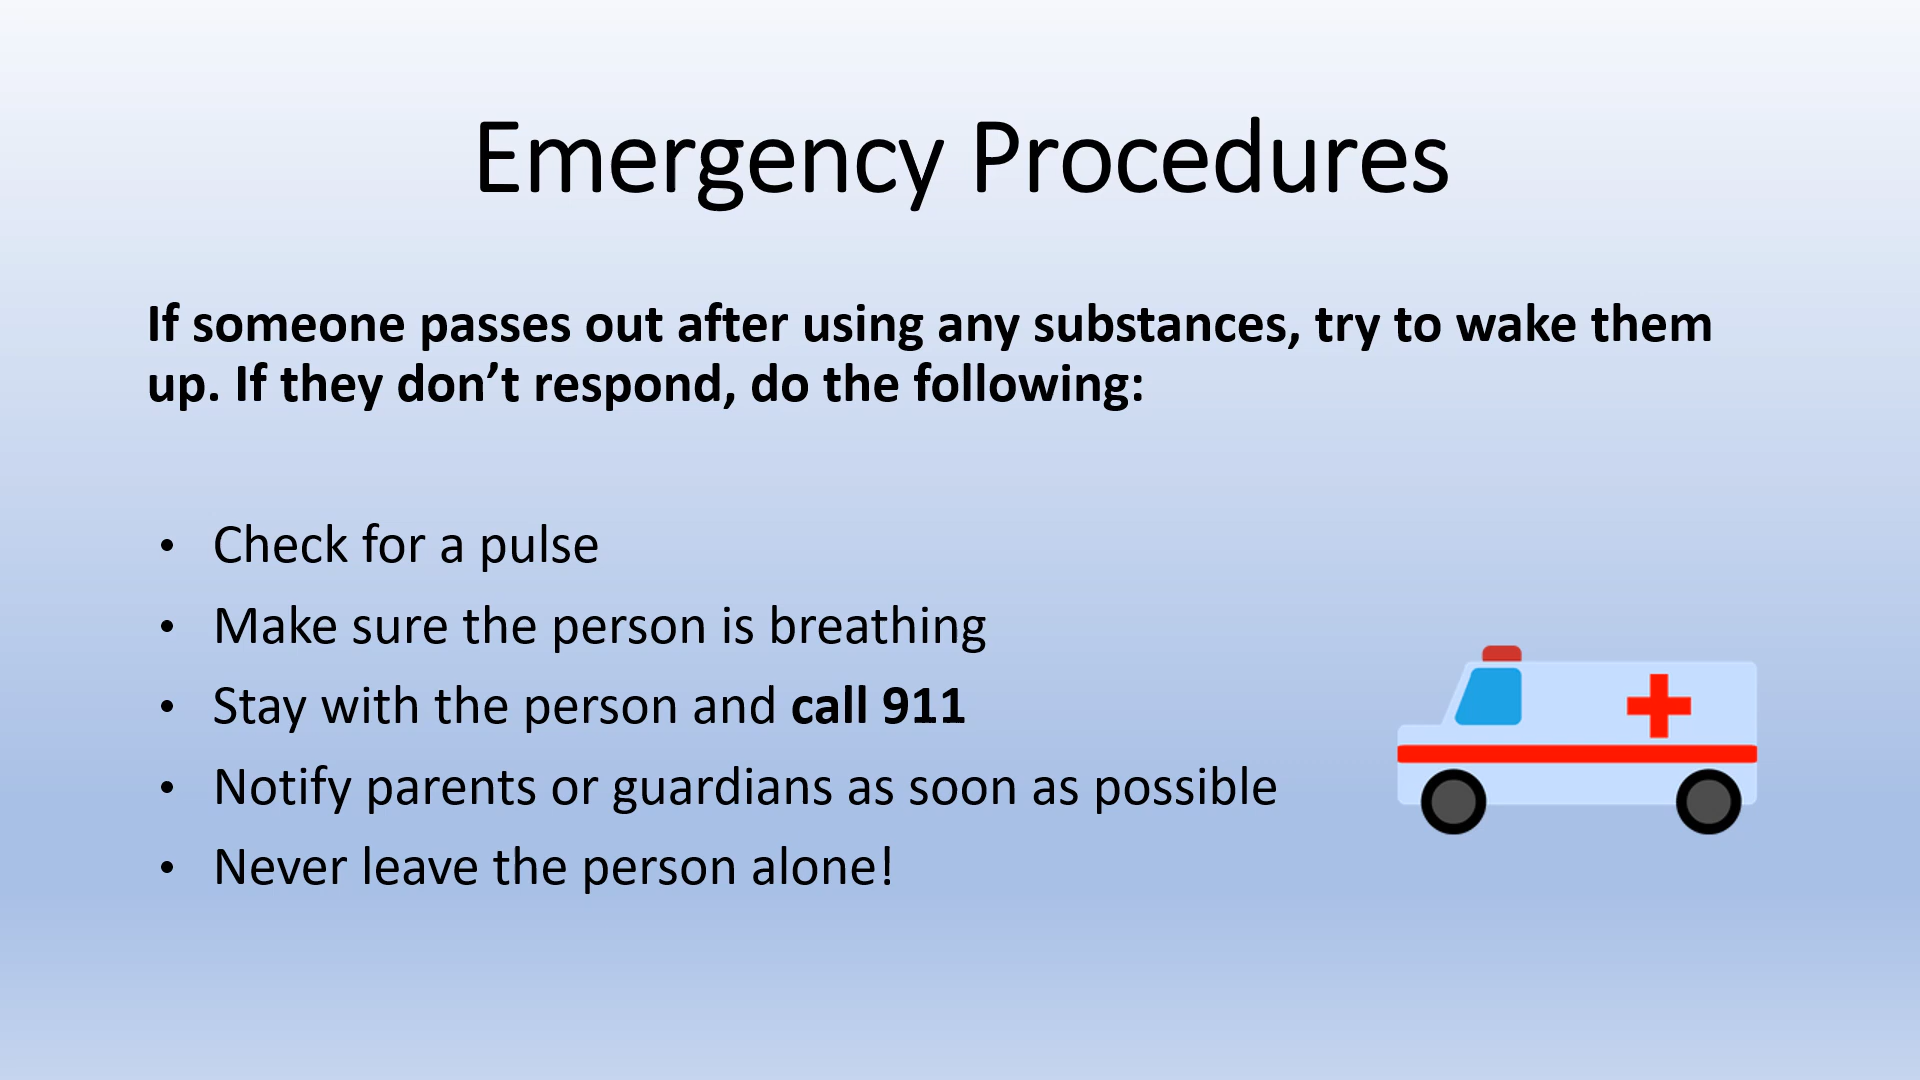 Emergency Procedures
If someone passes out after using any substances, try to wake them
up. If they don’t respond, do the following:
• Check for a pulse
• Make sure the person is breathing
• Stay with the person and call 911
• Notify parents or guardians as soon as possible
• Never leave the person alone!